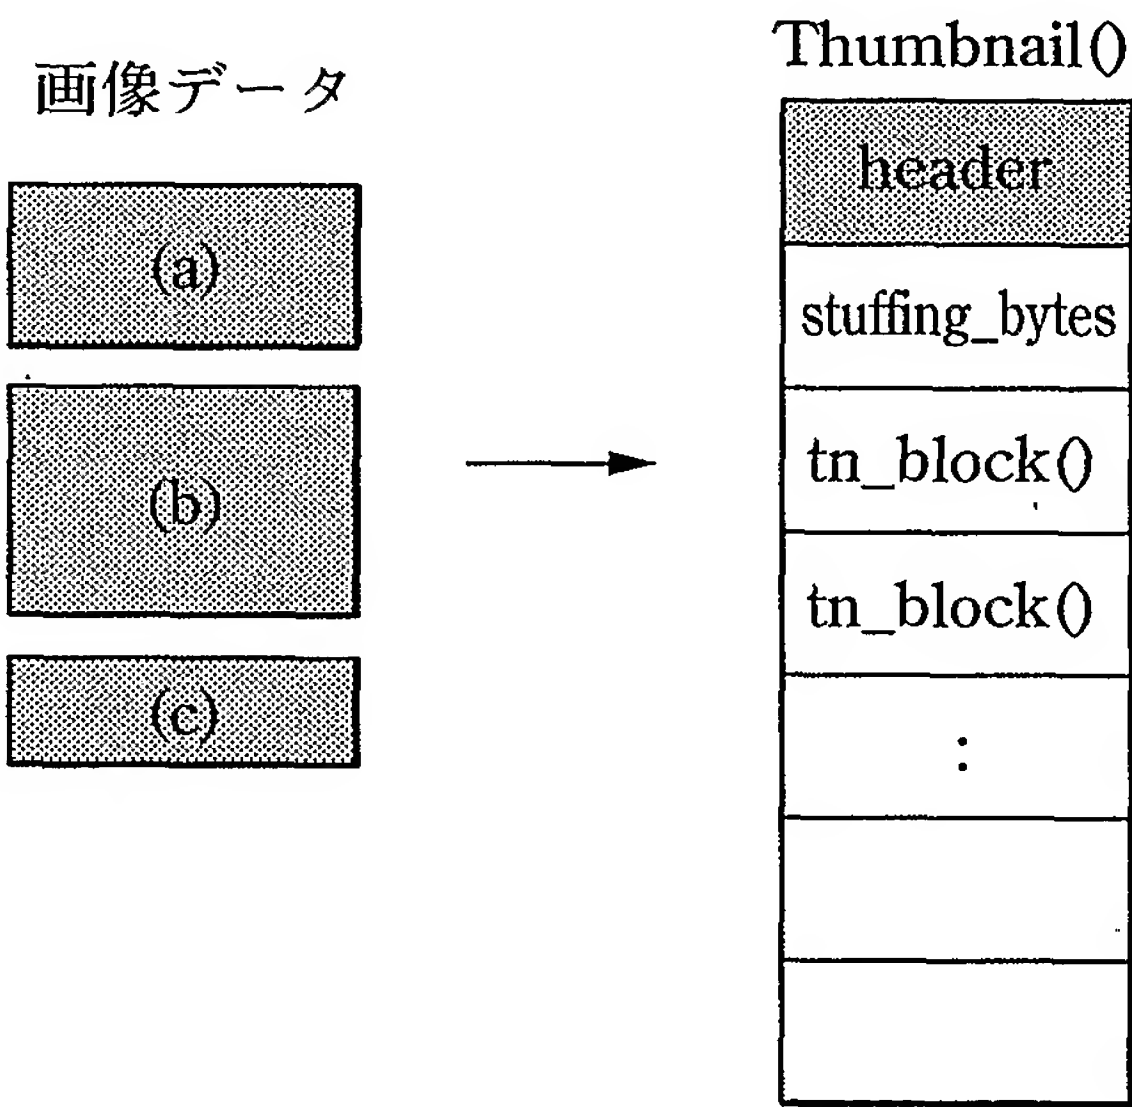 画像データ
(a)
(b)
(c)
Thumbnail()
header
stuffing_bytes
tn_block()
tn_block()
: